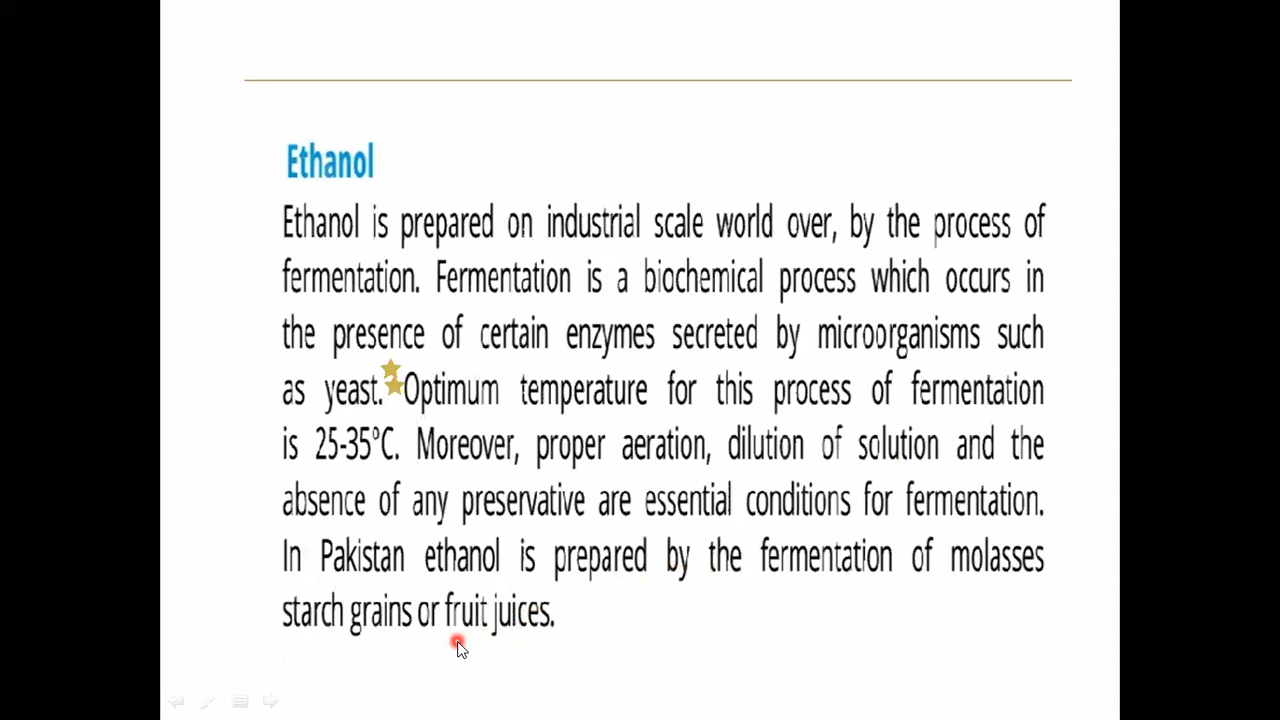 Ethanol
Ethanol is prepared on industrial scale world over, by the process of
fermentation. Fermentation is a biochemical process which occurs in
the presence of certain enzymes secreted by microorganisms such
as yeast. Optimum temperature for this process of fermentation
is 25-35ºC. Moreover, proper aeration, dilution of solution and the
absence of any preservative are essential conditions for fermentation.
In Pakistan ethanol is prepared by the fermentation of molasses
starch grains or fruit juices.